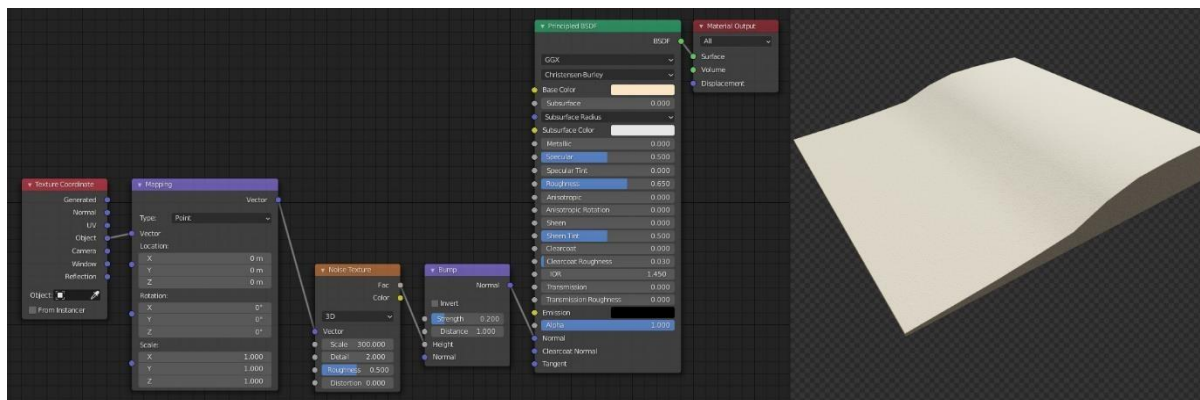 Texture Coordinate
Generated
Normal
UV
Object
Camera
Window
Reflection
Object:
From Instancer
Mapping
Vector
Type: Point
Vector
Location:
X 0 m
Y 0 m
Z 0 m
Rotation:
X 0°
Y 0°
Z 0°
Scale:
X 1.000
Y 1.000
Z 1.000
Noise Texture
Fac
Color
3D
Vector
Scale 300.000
Detail 2.000
Roughness 0.500
Distortion 0.000
Bump
Normal
Invert
Strength 0.200
Distance 1.000
Height
Normal
Principled BSDF
BSDF
GGX
Christensen-Burley
Base Color
Subsurface 0.000
Subsurface Radius
Subsurface Color
Metallic 0.000
Specular 0.500
Specular Tint 0.000
Roughness 0.650
Anisotropic 0.000
Anisotropic Rotation 0.000
Sheen 0.000
Sheen Tint 0.500
Clearcoat 0.000
Clearcoat Roughness 0.030
IOR 1.450
Transmission 0.000
Transmission Roughness 0.000
Emission
Alpha 1.000
Normal
Clearcoat Normal
Tangent
Material Output
All
Surface
Volume
Displacement